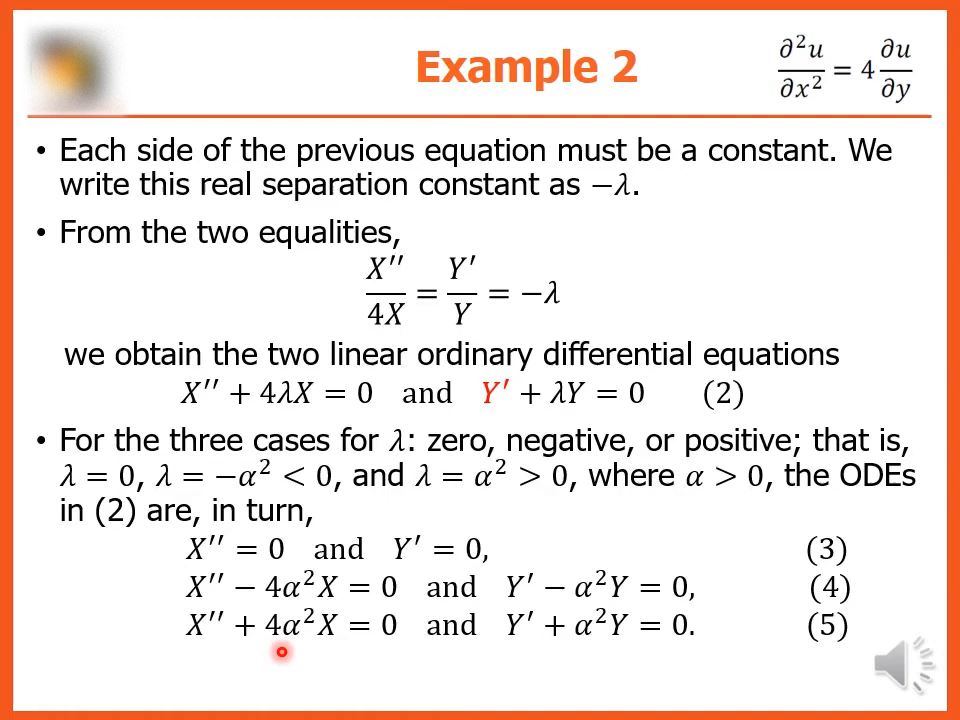 Example 2
∂²u/∂x² = 4 ∂u/∂y
• Each side of the previous equation must be a constant. We
write this real separation constant as −λ.
• From the two equalities,
X′′/4X = Y′/Y = −λ
we obtain the two linear ordinary differential equations
X′′ + 4λX = 0 and Y′ + λY = 0 (2)
• For the three cases for λ: zero, negative, or positive; that is,
λ = 0, λ = −α² < 0, and λ = α² > 0, where α > 0, the ODEs
in (2) are, in turn,
X′′ = 0 and Y′ = 0, (3)
X′′ − 4α²X = 0 and Y′ − α²Y = 0, (4)
X′′ + 4α²X = 0 and Y′ + α²Y = 0. (5)